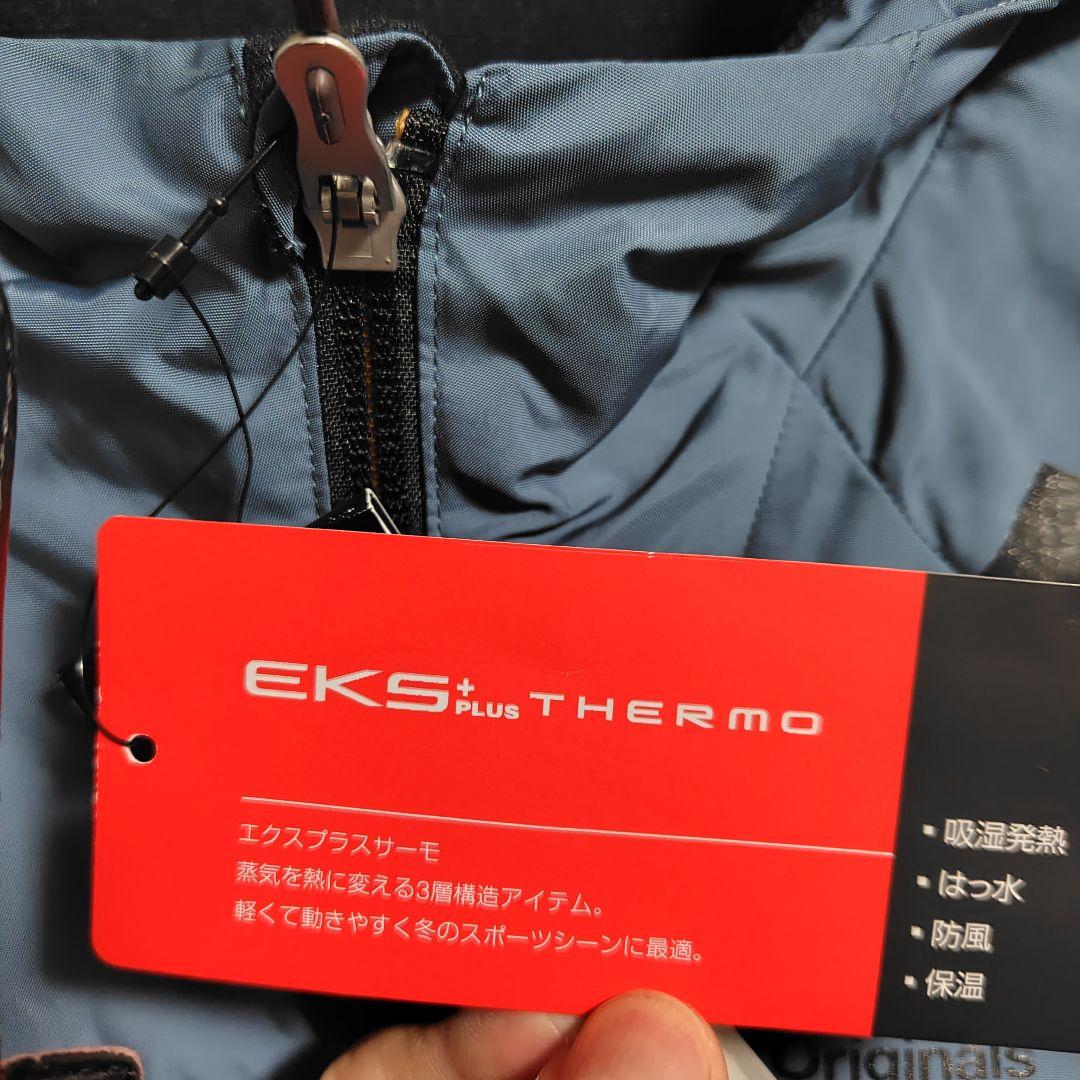 EKS+PLUS THERMO
エクスプラスサーモ
蒸気を熱に変える3層構造アイテム。
軽くて動きやすく冬のスポーツシーンに最適。
▪吸湿発熱
▪はっ水
▪防風
▪保温
Originals